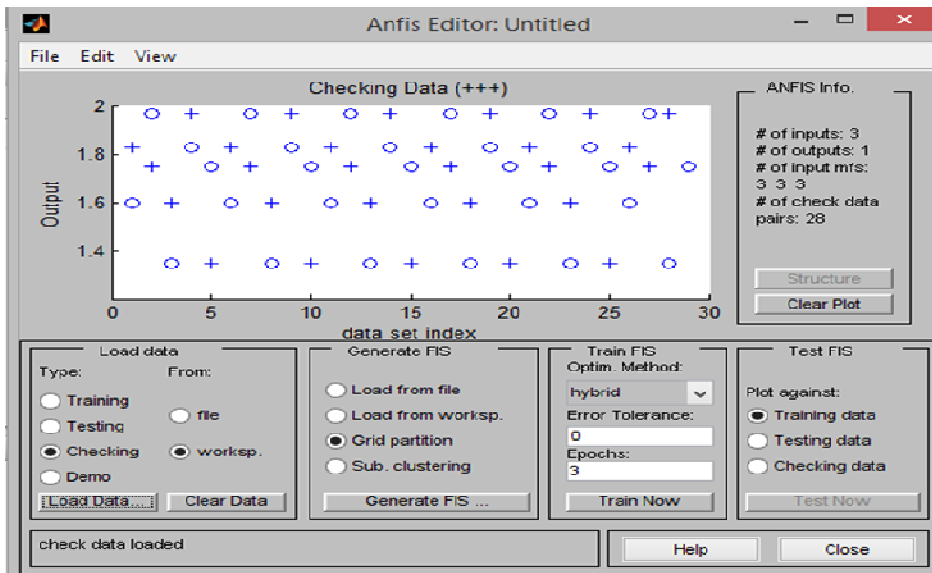 Anfis Editor: Untitled
File Edit View
Checking Data (+++)
2
1.8
1.6
1.4
Output
0 5 10 15 20 25 30
data set index
ANFIS Info.
# of inputs: 3
# of outputs: 1
# of input mfs:
3 3 3
# of check data
pairs: 28
Structure
Clear Plot
Load data
Type: From:
Training
Testing
Checking
Demo
file
worksp.
Load Data... Clear Data
Generate FIS
Load from file
Load from worksp.
Grid partition
Sub. clustering
Generate FIS ...
Train FIS
Optim. Method:
hybrid
Error Tolerance:
0
Epochs:
3
Train Now
Test FIS
Plot against:
Training data
Testing data
Checking data
Test Now
check data loaded
Help Close